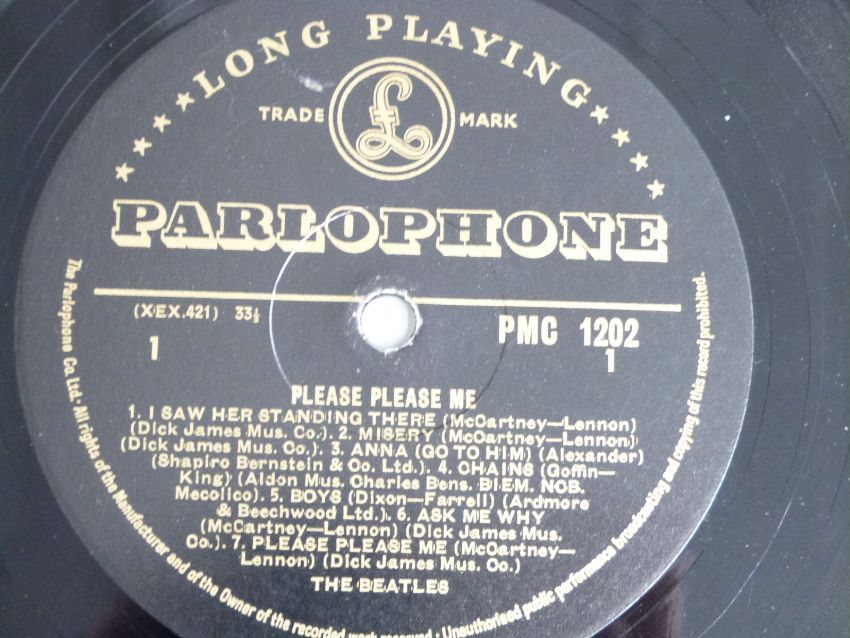 ★★★★ LONG PLAYING ★★★★
TRADE £ MARK
PARLOPHONE
(XEX.421) 33⅓
PMC 1202
1
1
PLEASE PLEASE ME
1. I SAW HER STANDING THERE (McCartney—Lennon)
(Dick James Mus. Co.). 2. MISERY (McCartney—Lennon)
(Dick James Mus. Co.). 3. ANNA (GO TO HIM) (Alexander)
(Shapiro Bernstein & Co. Ltd.). 4. CHAINS (Goffin—
King) (Aldon Mus. Charles Bens. BIEM. NCB.
Mecolico). 5. BOYS (Dixon—Farrell) (Ardmore
& Beechwood Ltd.). 6. ASK ME WHY
(McCartney—Lennon) (Dick James Mus.
Co.). 7. PLEASE PLEASE ME (McCartney—
Lennon) (Dick James Mus. Co.)
THE BEATLES
The Parlophone Co. Ltd. All rights of the Manufacturer and of the Owner of the recorded work reserved · Unauthorised public performance broadcasting and copying of this record prohibited.